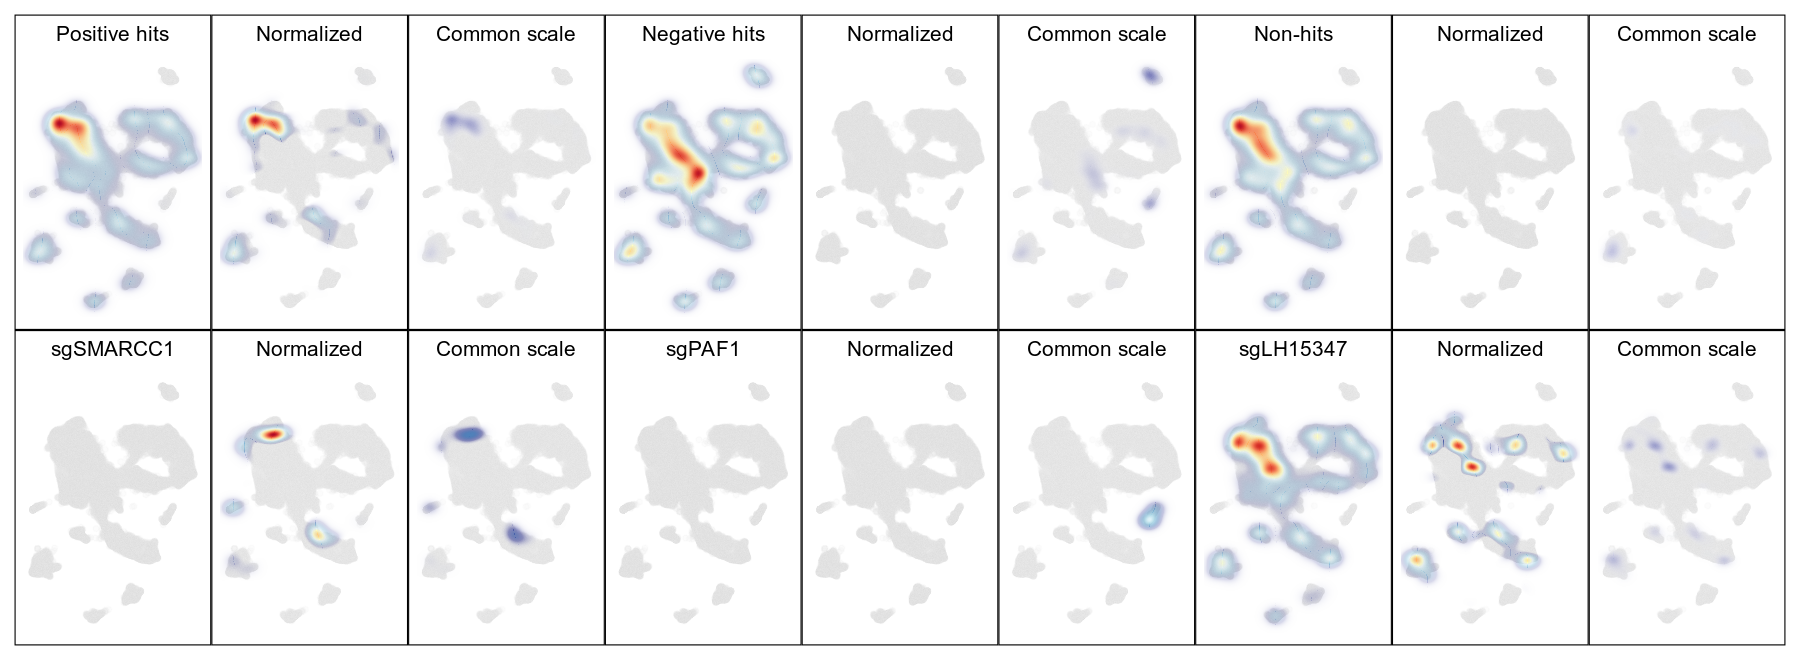 Positive hits
Normalized
Common scale
Negative hits
Normalized
Common scale
Non-hits
Normalized
Common scale
sgSMARCC1
Normalized
Common scale
sgPAF1
Normalized
Common scale
sgLH15347
Normalized
Common scale